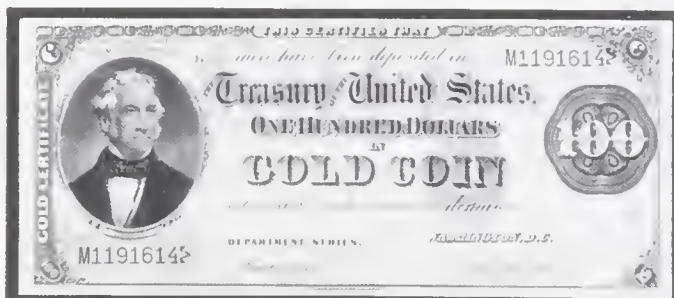 THIS CERTIFIES THAT
have been deposited in
M11916142
Treasury OF THE United States.
ONE HUNDRED DOLLARS
IN
GOLD COIN
100
GOLD CERTIFICATE
DEPARTMENT SERIES.
WASHINGTON, D.C.
M11916142